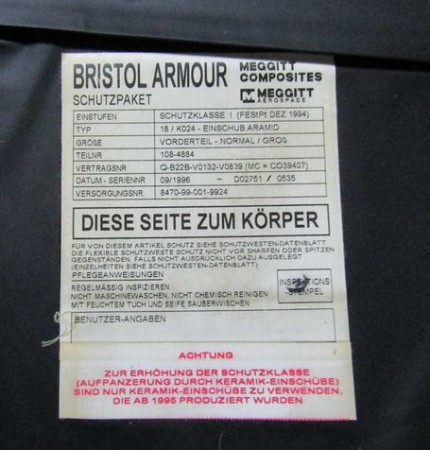 BRISTOL ARMOUR
MEGGITT
COMPOSITES
MEGGITT
AEROSPACE
SCHUTZPAKET
EINSTUFEN SCHUTZKLASSE I (FEStPt DEZ 1994)
TYP 18 / K024 - EINSCHUB ARAMID
GRÖßE VORDERTEIL - NORMAL / GROß
TEILNR 108-4884
VERTRAGSNR Q-B22B-V0132-V0839 (MC = CO39407)
DATUM - SERIENNR 09/1996 - D02751 / 0535
VERSORGUNGSNR 8470-99-001-9924
DIESE SEITE ZUM KÖRPER
FÜR VON DIESEM ARTIKEL SCHUTZ SIEHE SCHUTZWESTEN-DATENBLATT
DIE FLEXIBLE SCHUTZWESTE SCHÜTZ NICHT VOR SHARFEN ODER SPITZEN
GEGENSTÄNDEN, FALLS NICHT AUSDRÜCKLICH DAZU AUSGELEGT
(EINZELHEITEN SIEHE SCHUTZWESTEN-DATENBLATT)
PFLEGEANWEISUNGEN
REGELMÄSSIG INSPIZIEREN
NICHT MASCHINEWASCHEN, NICHT CHEMISCH REINIGEN
MIT FEUCHTEM TUCH UND SEIFE SAUBERWISCHEN
INSPEKTIONS
-STEMPEL
BENUTZER-ANGABEN
ACHTUNG
ZUR ERHÖHUNG DER SCHUTZKLASSE
(AUFPANZERUNG DURCH KERAMIK-EINSCHÜBE)
SIND NUR KERAMIK-EINSCHÜBE ZU VERWENDEN,
DIE AB 1995 PRODUZIERT WURDEN